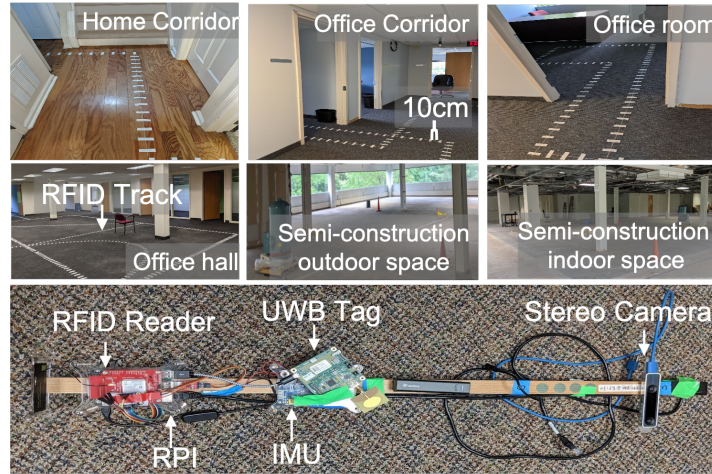 Home Corridor
Office Corridor
10cm
Office room
RFID Track
Office hall
Semi-construction
outdoor space
Semi-construction
indoor space
RFID Reader
UWB Tag
Stereo Camera
RPI
IMU